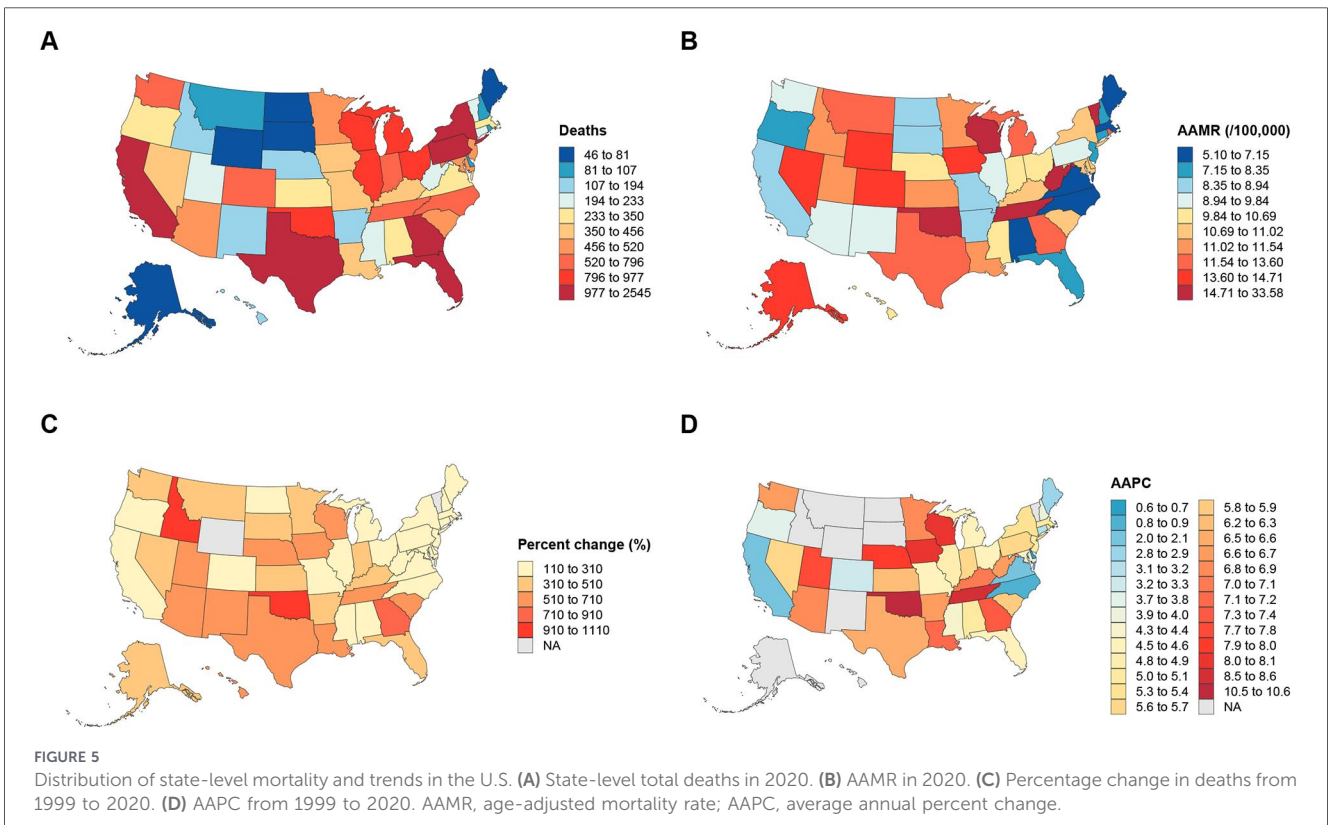 A
Deaths
46 to 81
81 to 107
107 to 194
194 to 233
233 to 350
350 to 456
456 to 520
520 to 796
796 to 977
977 to 2545
B
AAMR (/100,000)
5.10 to 7.15
7.15 to 8.35
8.35 to 8.94
8.94 to 9.84
9.84 to 10.69
10.69 to 11.02
11.02 to 11.54
11.54 to 13.60
13.60 to 14.71
14.71 to 33.58
C
Percent change (%)
110 to 310
310 to 510
510 to 710
710 to 910
910 to 1110
NA
D
AAPC
0.6 to 0.7
0.8 to 0.9
2.0 to 2.1
2.8 to 2.9
3.1 to 3.2
3.2 to 3.3
3.7 to 3.8
3.9 to 4.0
4.3 to 4.4
4.5 to 4.6
4.8 to 4.9
5.0 to 5.1
5.3 to 5.4
5.6 to 5.7
5.8 to 5.9
6.2 to 6.3
6.5 to 6.6
6.6 to 6.7
6.8 to 6.9
7.0 to 7.1
7.1 to 7.2
7.3 to 7.4
7.7 to 7.8
7.9 to 8.0
8.0 to 8.1
8.5 to 8.6
10.5 to 10.6
NA
FIGURE 5
Distribution of state-level mortality and trends in the U.S. (A) State-level total deaths in 2020. (B) AAMR in 2020. (C) Percentage change in deaths from
1999 to 2020. (D) AAPC from 1999 to 2020. AAMR, age-adjusted mortality rate; AAPC, average annual percent change.